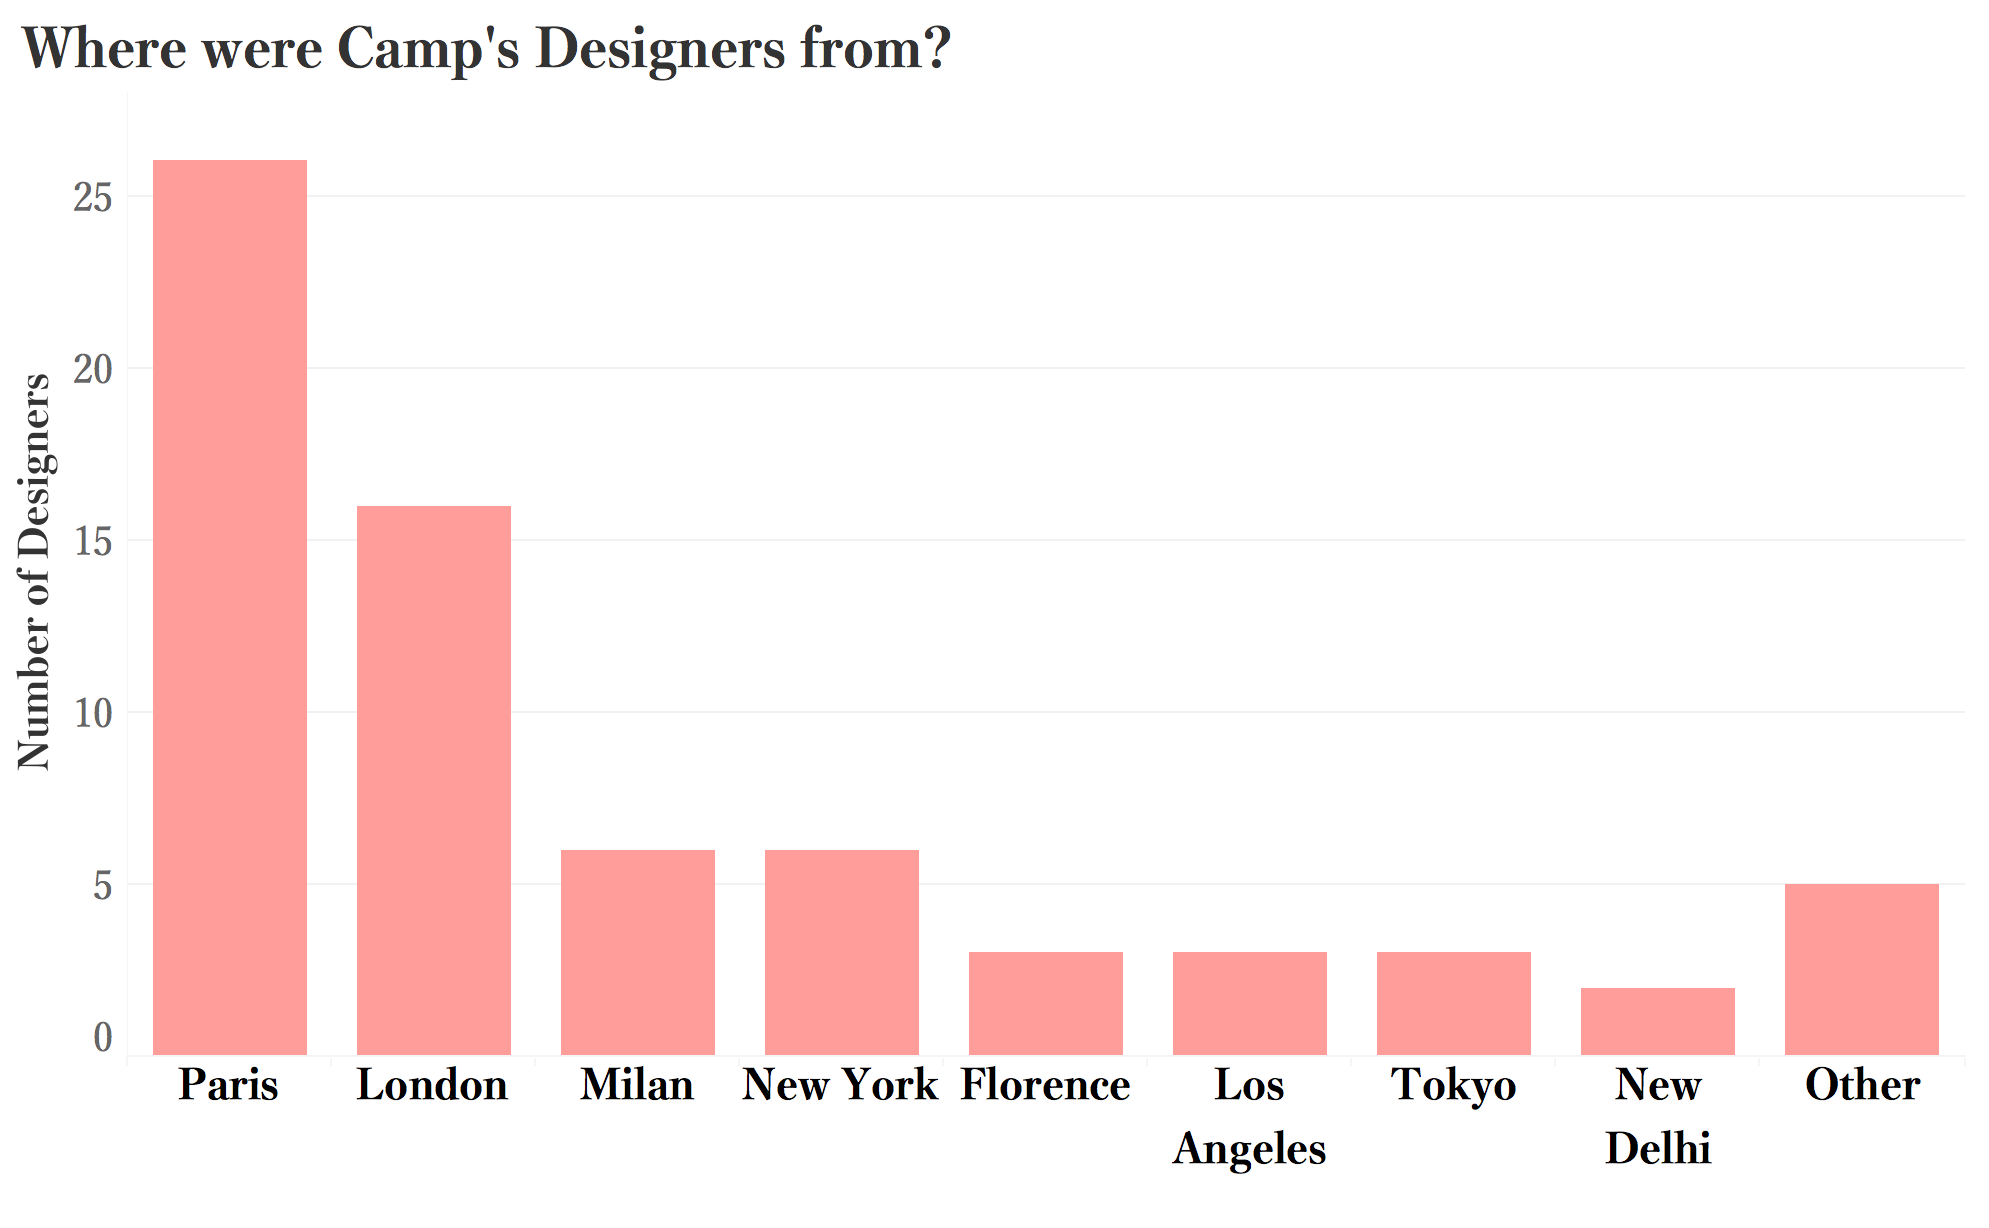 Where were Camp's Designers from?
Number of Designers
25
20
15
10
5
0
Paris London Milan New York Florence Los Angeles Tokyo New Delhi Other